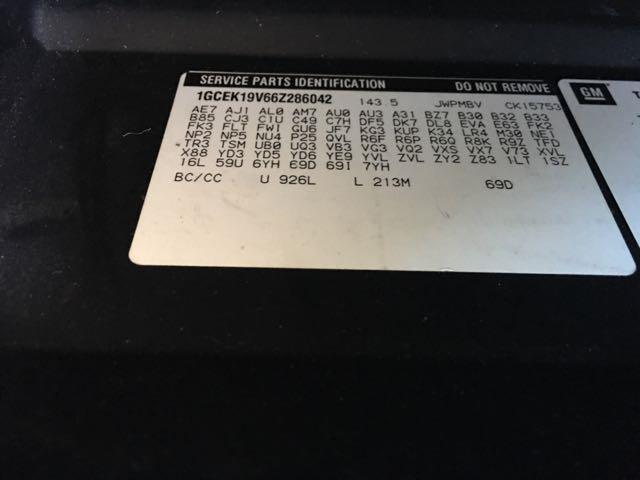 SERVICE PARTS IDENTIFICATION DO NOT REMOVE
1GCEK19V66Z286042 143.5 JWPMBV CK15753
AE7 AJ1 AL0 AM7 AU0 AU3 A31 BZ7 B30 B32 B33
B85 CJ3 C1U C49 C7H DF5 DK7 DL8 EVA E63 FK2
FK3 FLT FW1 GU6 JF7 KG3 KUP K34 LR4 M30 NE1
NP2 NP5 NU4 P25 QVL R6F R6P R6Q R8K R9Z TFD
TR3 TSM UB0 UQ3 VB3 VG3 VQ2 VXS VX7 V73 XVL
X88 YD3 YD5 YD6 YE9 YVL ZVL ZY2 Z83 1LT 1SZ
16L 59U 6YH 69D 69I 7YH
BC/CC U 926L L 213M 69D
GM